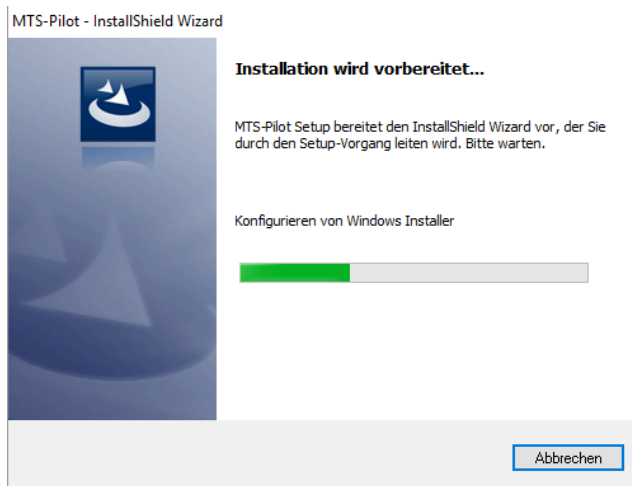 MTS-Pilot - InstallShield Wizard
Installation wird vorbereitet...
MTS-Pilot Setup bereitet den InstallShield Wizard vor, der Sie
durch den Setup-Vorgang leiten wird. Bitte warten.
Konfigurieren von Windows Installer
Abbrechen